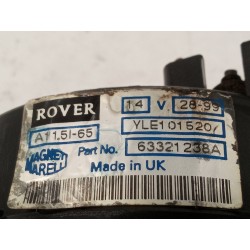 ROVER 14 V. 28-99
A11.5I-65 YLE101520/
MAGNETI MARELLI Part No. 63321238A
Made in UK